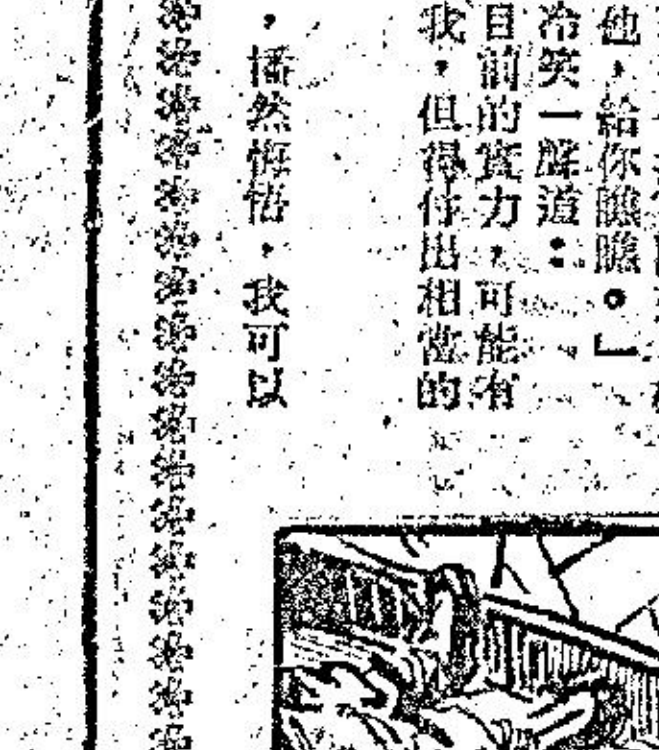 他，給你瞧瞧。」
冷笑一聲道：
目前的實力，可能有
我，但得付出相當的
，憣然悔悟，我可以